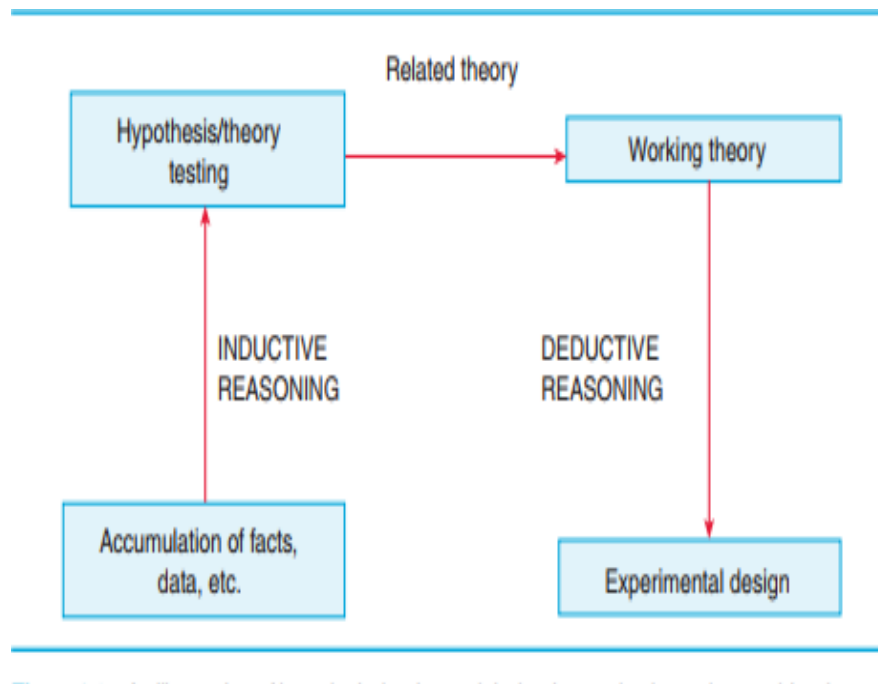 Related theory
Hypothesis/theory
testing
Working theory
INDUCTIVE
REASONING
DEDUCTIVE
REASONING
Accumulation of facts,
data, etc.
Experimental design